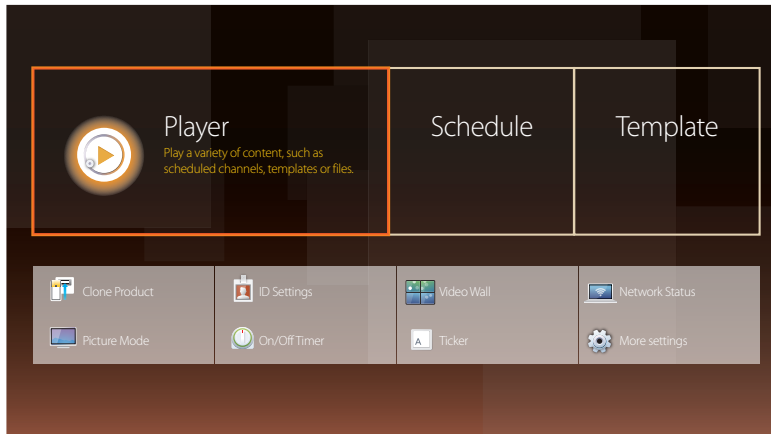 Player
Play a variety of content, such as
scheduled channels, templates or files.
Schedule
Template
Clone Product
ID Settings
Video Wall
Network Status
Picture Mode
On/Off Timer
A
Ticker
More settings